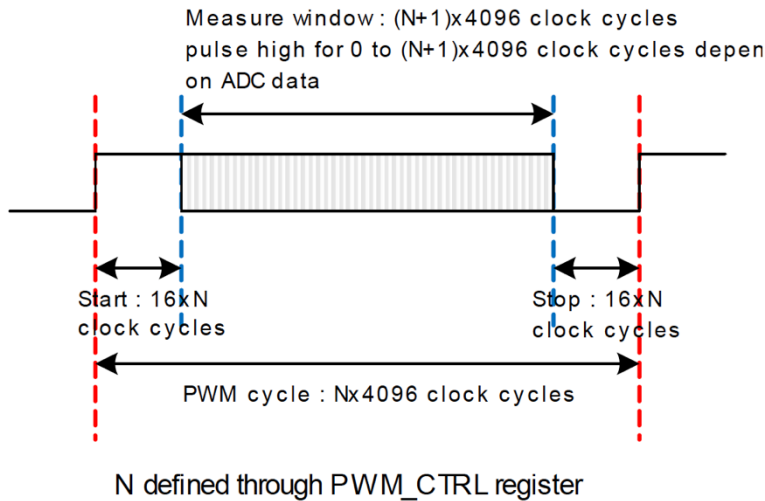 Measure window : (N+1)x4096 clock cycles
pulse high for 0 to (N+1)x4096 clock cycles depen
on ADC data
Start : 16xN
clock cycles
Stop : 16xN
clock cycles
PWM cycle : Nx4096 clock cycles
N defined through PWM_CTRL register